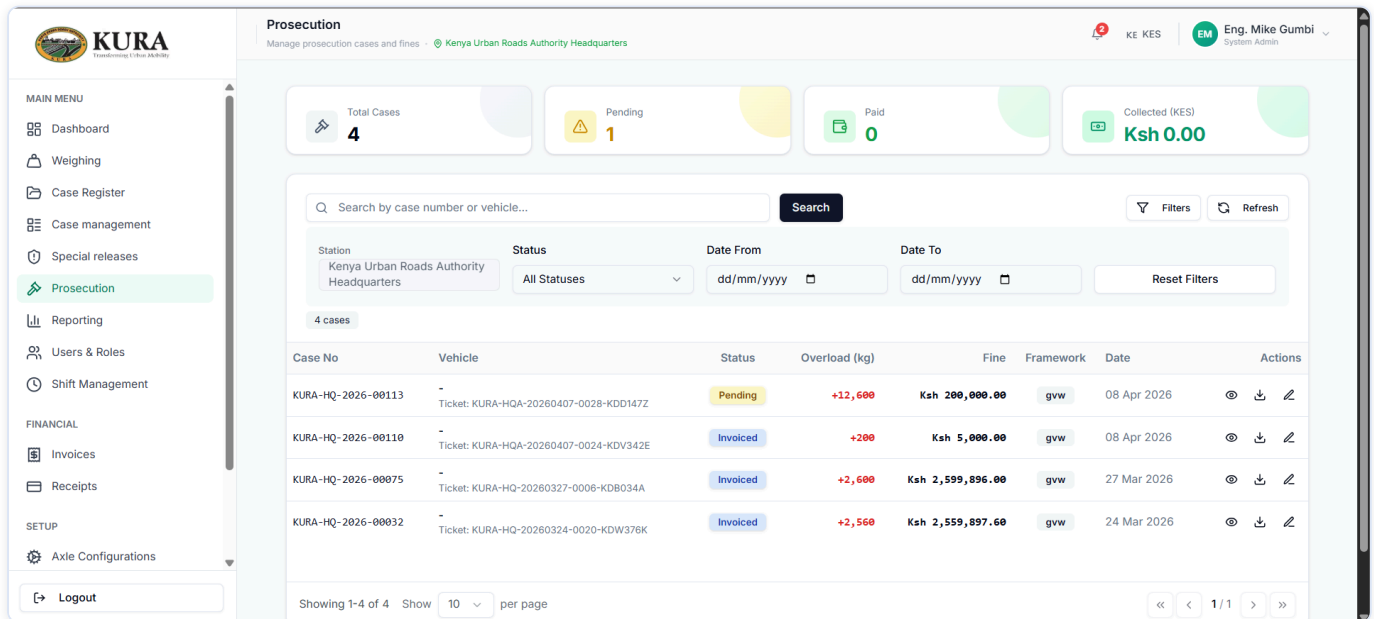 KURA
Transforming Urban Mobility
Prosecution
Manage prosecution cases and fines · Kenya Urban Roads Authority Headquarters
2
KE KES
EM
Eng. Mike Gumbi
System Admin
MAIN MENU
Dashboard
Weighing
Case Register
Case management
Special releases
Prosecution
Reporting
Users & Roles
Shift Management
FINANCIAL
Invoices
Receipts
SETUP
Axle Configurations
Logout
Total Cases
4
Pending
1
Paid
0
Collected (KES)
Ksh 0.00
Search by case number or vehicle...
Search
Filters
Refresh
Station
Kenya Urban Roads Authority
Headquarters
Status
All Statuses
Date From
dd/mm/yyyy
Date To
dd/mm/yyyy
Reset Filters
4 cases
Case No Vehicle Status Overload (kg) Fine Framework Date Actions
KURA-HQ-2026-00113 - Pending +12,600 Ksh 200,000.00 gvw 08 Apr 2026
Ticket: KURA-HQA-20260407-0028-KDD147Z
KURA-HQ-2026-00110 - Invoiced +200 Ksh 5,000.00 gvw 08 Apr 2026
Ticket: KURA-HQA-20260407-0024-KDV342E
KURA-HQ-2026-00075 - Invoiced +2,600 Ksh 2,599,896.00 gvw 27 Mar 2026
Ticket: KURA-HQ-20260327-0006-KDB034A
KURA-HQ-2026-00032 - Invoiced +2,560 Ksh 2,559,897.60 gvw 24 Mar 2026
Ticket: KURA-HQ-20260324-0020-KDW376K
Showing 1-4 of 4 Show 10 per page
« ‹ 1 / 1 › »